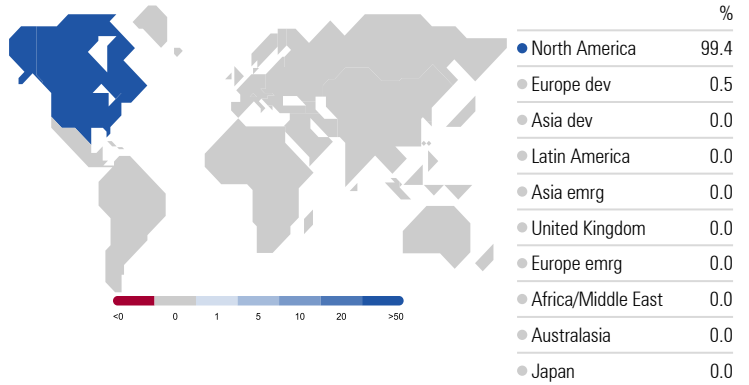 %
North America 99.4
Europe dev 0.5
Asia dev 0.0
Latin America 0.0
Asia emrg 0.0
United Kingdom 0.0
Europe emrg 0.0
Africa/Middle East 0.0
Australasia 0.0
Japan 0.0
<0 0 1 5 10 20 >50